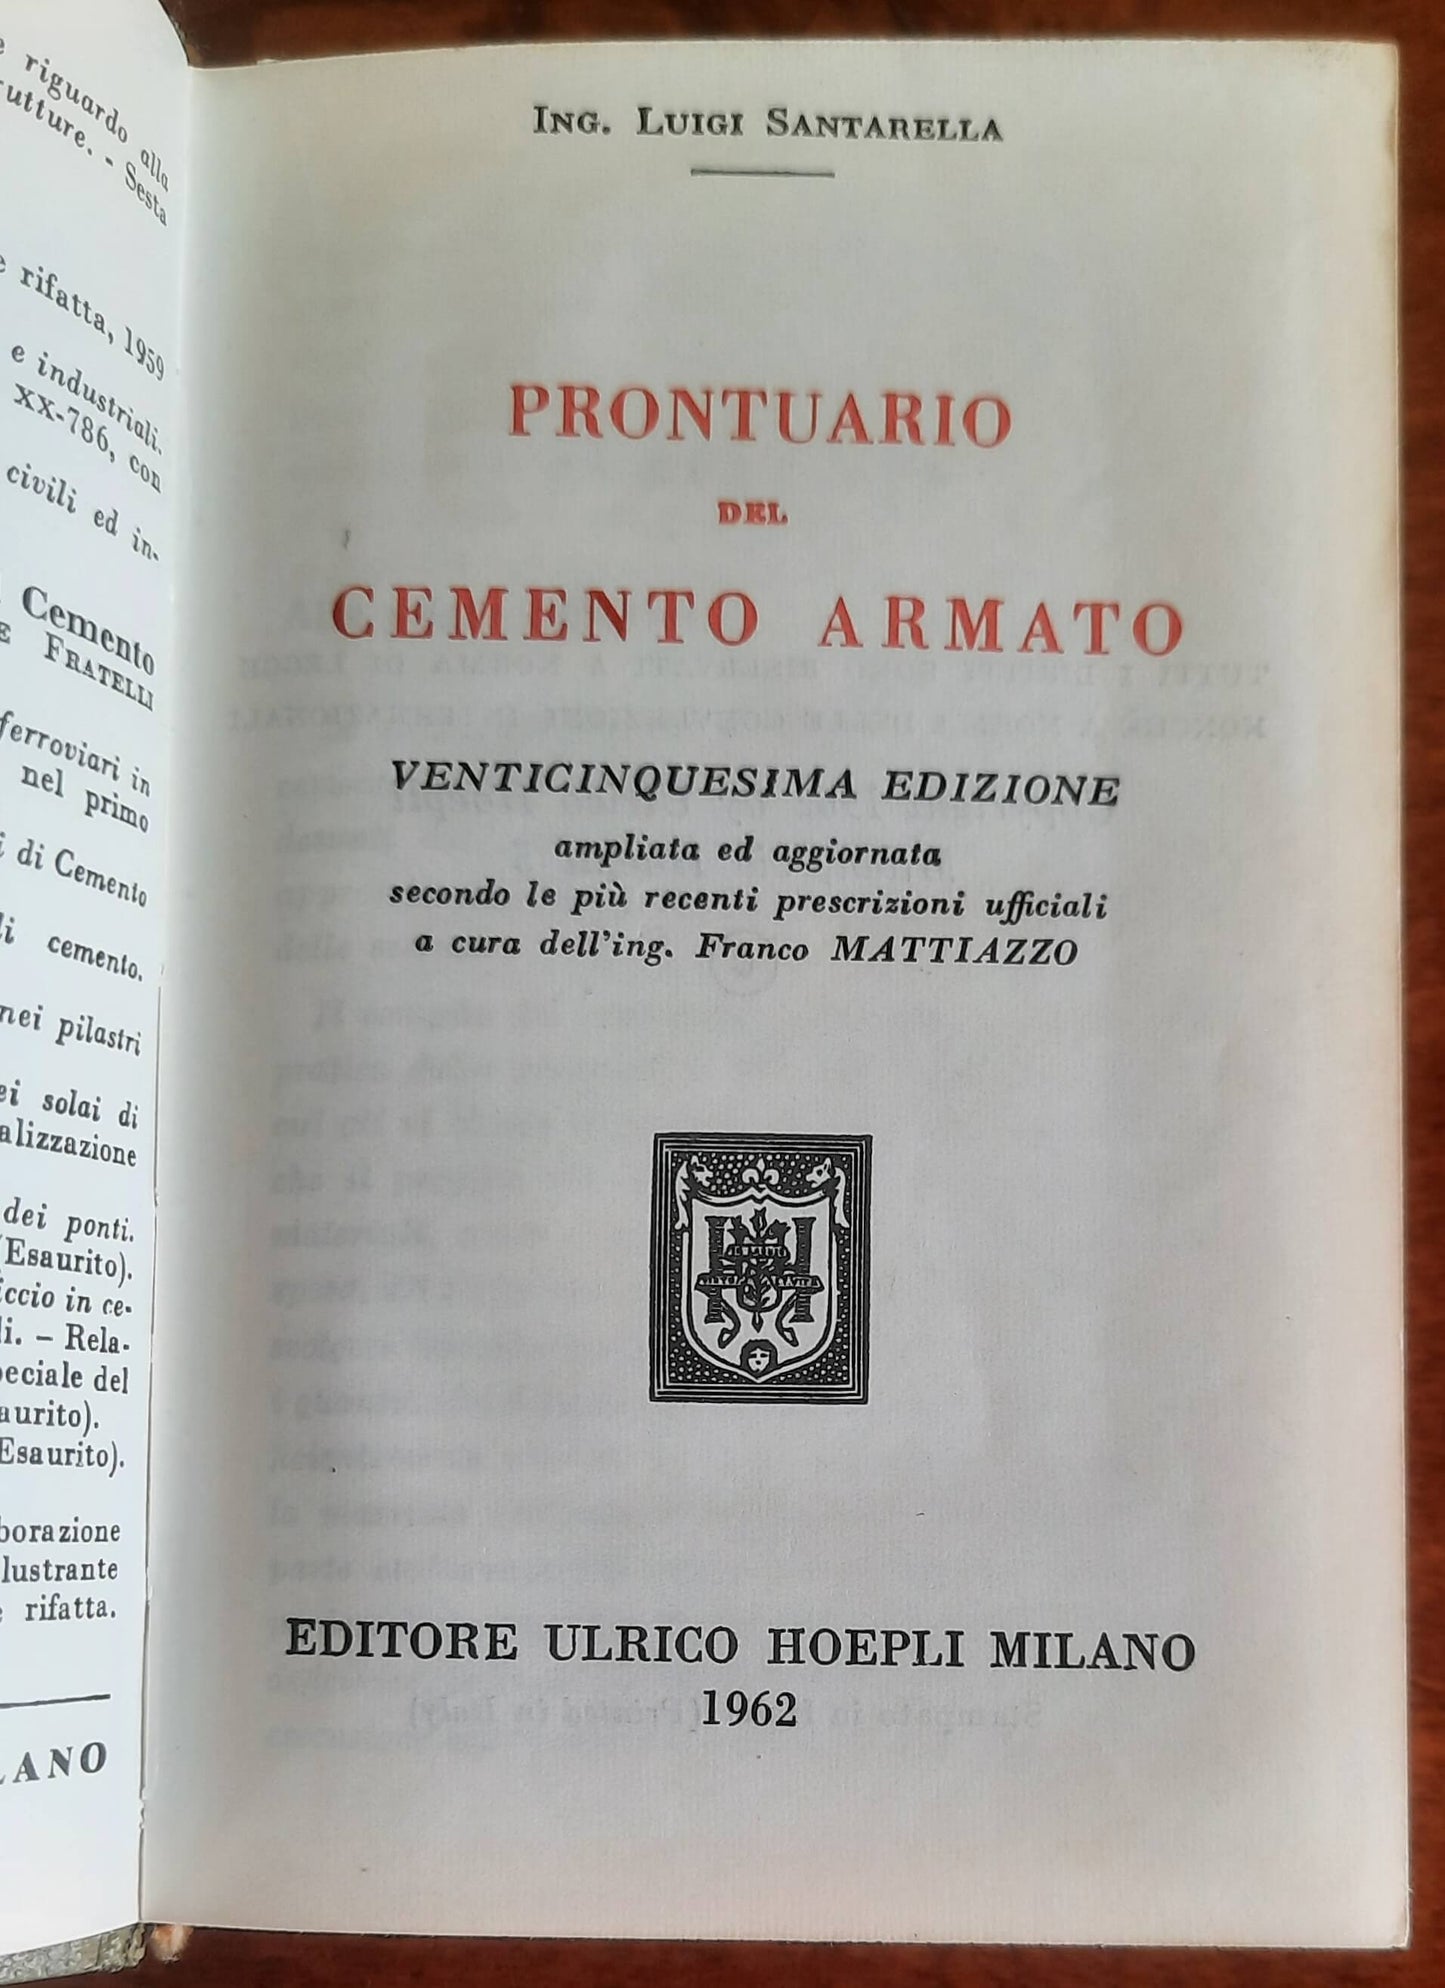 riguardo alla
utture. - Sesta
rifatta, 1959
e industriali.
XX-786, con
civili ed in-
Cemento
FRATELLI
ferroviari in
nel primo
di Cemento
cemento.
nei pilastri
solai di
alizzazione
dei ponti.
(Esaurito).
iccio in ce-
li. – Rela-
peciale del
aurito).
Esaurito).
borazione
lustrante
rifatta.
LANO
ING. LUIGI SANTARELLA
PRONTUARIO
DEL
CEMENTO ARMATO
VENTICINQUESIMA EDIZIONE
ampliata ed aggiornata
secondo le più recenti prescrizioni ufficiali
a cura dell'ing. Franco MATTIAZZO
EDITORE ULRICO HOEPLI MILANO
1962